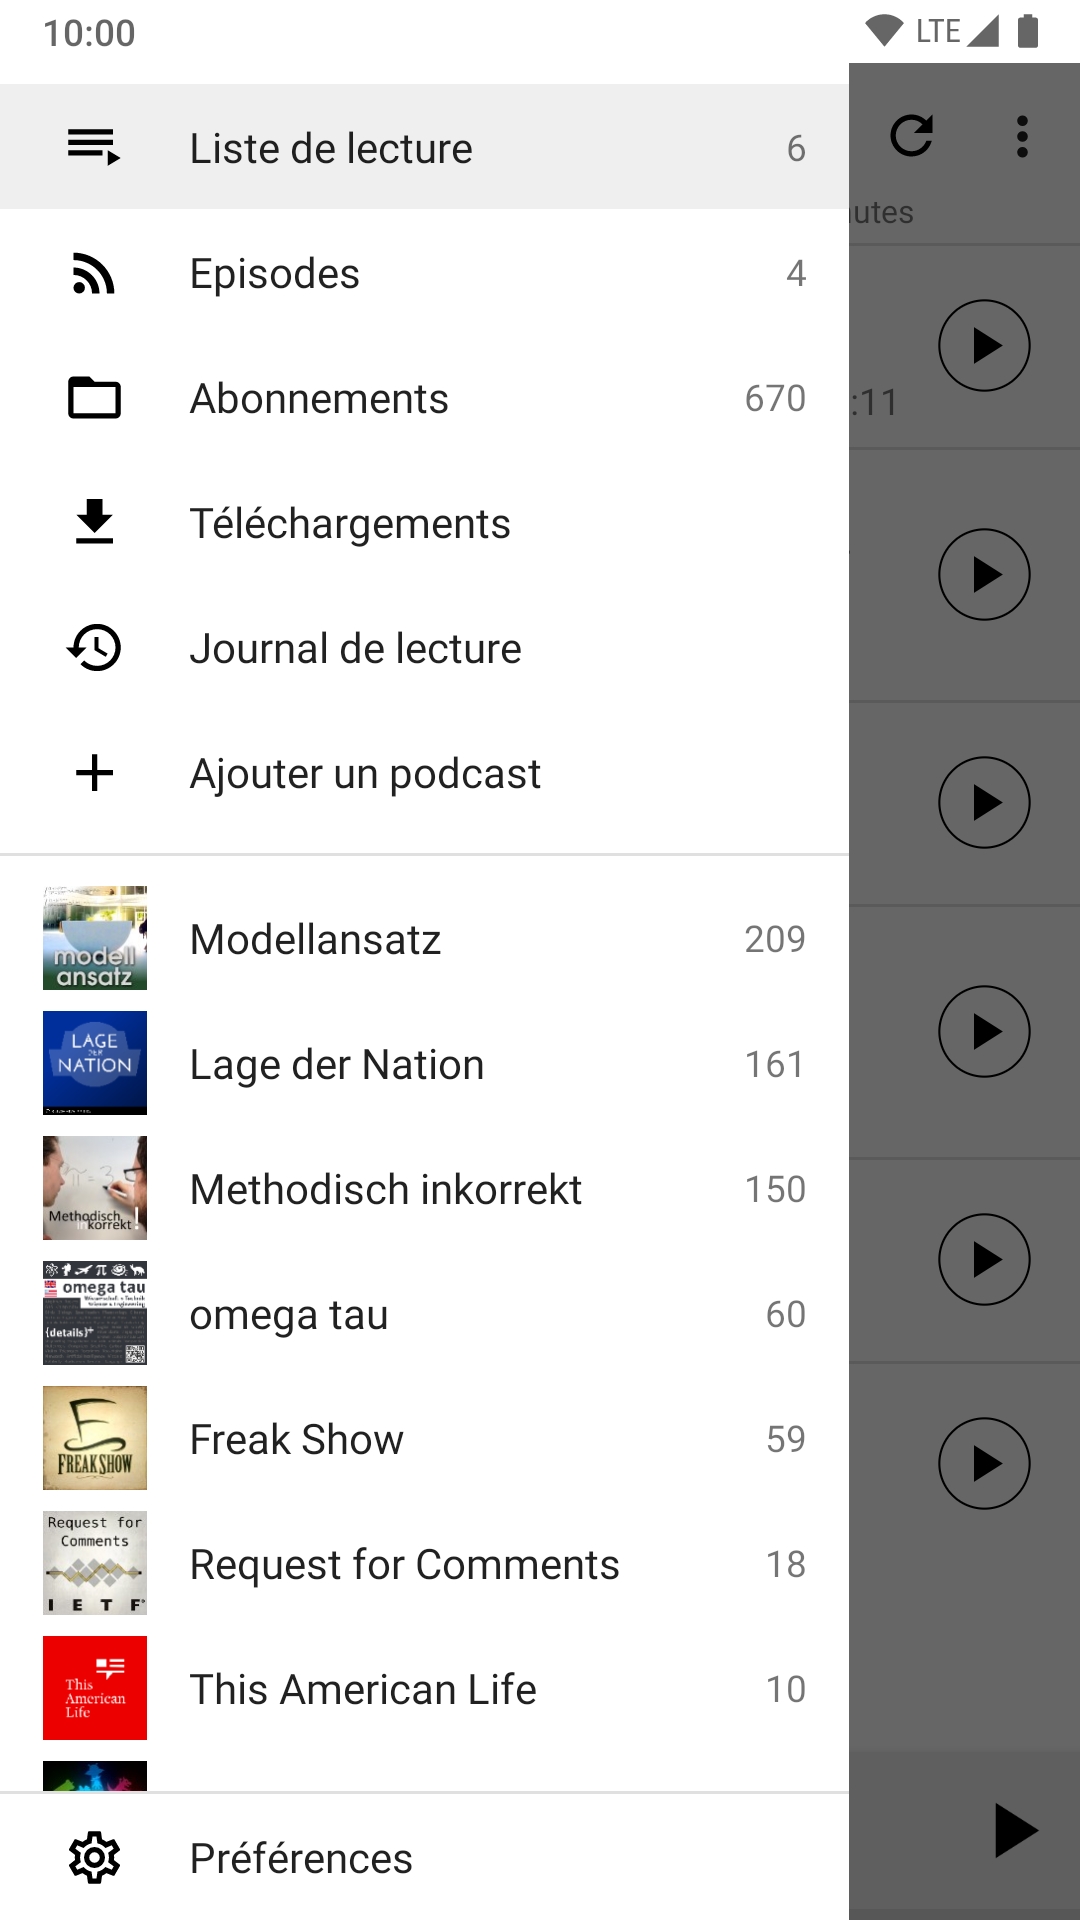 10:00
LTE
Liste de lecture 6
utes
Episodes 4
:11
Abonnements 670
Téléchargements
Journal de lecture
Ajouter un podcast
modell
ansatz
Modellansatz 209
LAGE
DER
NATION
Lage der Nation 161
Methodisch
inkorrekt!
Methodisch inkorrekt 150
omega tau
{details}+
omega tau 60
FREAK SHOW
Freak Show 59
Request for
Comments
I E T F
Request for Comments 18
This
American
Life
This American Life 10
Préférences